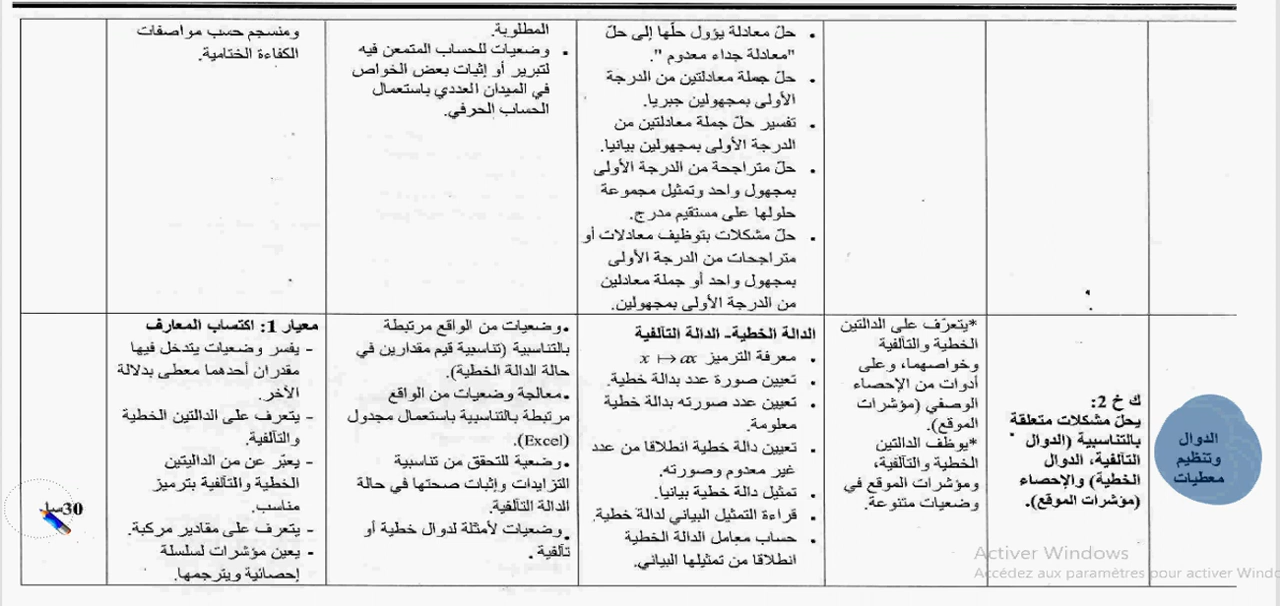 حلّ معادلة يؤول حلّها إلى حلّ
"معادلة جداء معدوم".
حلّ جملة معادلتين من الدرجة
الأولى بمجهولين جبريا.
تفسير حلّ جملة معادلتين من
الدرجة الأولى بمجهولين بيانيا.
حلّ متراجحة من الدرجة الأولى
بمجهول واحد وتمثيل مجموعة
حلولها على مستقيم مدرج.
حلّ مشكلات بتوظيف معادلات أو
متراجحات من الدرجة الأولى
بمجهول واحد أو جملة معادلين
من الدرجة الأولى بمجهولين.
المطلوبة.
وضعيات للحساب المتمعن فيه
لتبرير أو إثبات بعض الخواص
في الميدان العددي باستعمال
الحساب الحرفي.
ومنسجم حسب مواصفات
الكفاءة الختامية.
الدوال
وتنظيم
معطيات
ك خ 2:
يحلّ مشكلات متعلقة
بالتناسبية (الدوال
التآلفية، الدوال
الخطية) والإحصاء
(مؤشرات الموقع).
*يتعرّف على الدالتين
الخطية والتآلفية
وخواصهما، وعلى
أدوات من الإحصاء
الوصفي (مؤشرات
الموقع).
*يوظف الدالتين
الخطية والتآلفية،
ومؤشرات الموقع في
وضعيات متنوعة.
الدالة الخطية- الدالة التآلفية
معرفة الترميز x ↦ ax
تعيين صورة عدد بدالة خطية.
تعيين عدد صورته بدالة خطية
معلومة.
تعيين دالة خطية انطلاقا من عدد
غير معدوم وصورته.
تمثيل دالة خطية بيانيا.
قراءة التمثيل البياني لدالة خطية.
حساب معامل الدالة الخطية
انطلاقا من تمثيلها البياني.
•وضعيات من الواقع مرتبطة
بالتناسبية (تناسبية قيم مقدارين في
حالة الدالة الخطية).
•معالجة وضعيات من الواقع
مرتبطة بالتناسبية باستعمال مجدول
(Excel).
•وضعية للتحقق من تناسبية
التزايدات وإثبات صحتها في حالة
الدالة التآلفية.
•وضعيات لأمثلة لدوال خطية أو
تآلفية.
معيار 1: اكتساب المعارف
- يفسر وضعيات يتدخل فيها
مقدران أحدهما معطى بدلالة
الآخر.
- يتعرف على الدالتين الخطية
والتآلفية.
- يعبّر عن من الداليتين
الخطية والتآلفية بترميز
مناسب.
- يتعرف على مقادير مركبة.
- يعين مؤشرات لسلسلة
إحصائية ويترجمها.
30سا
Activer Windows
Accédez aux paramètres pour activer Windo